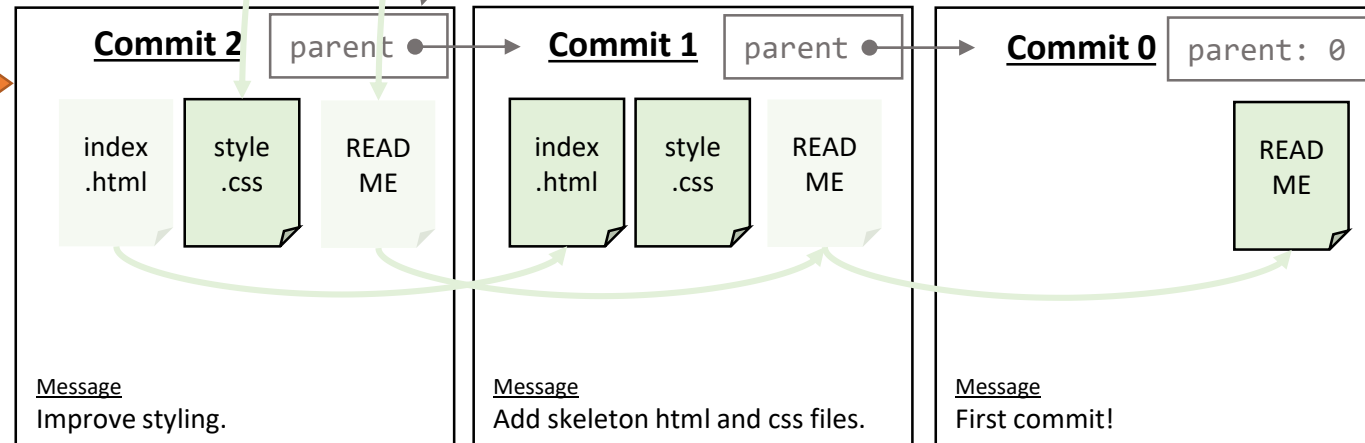 Commit 2
parent
index
.html
style
.css
READ
ME
Message
Improve styling.
Commit 1
parent
index
.html
style
.css
READ
ME
Message
Add skeleton html and css files.
Commit 0
parent: 0
READ
ME
Message
First commit!